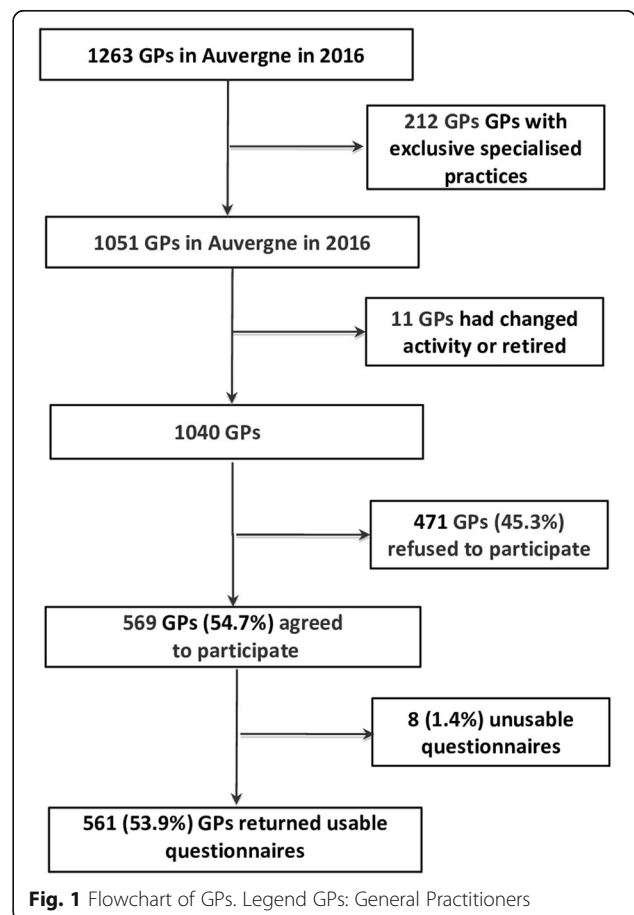 1263 GPs in Auvergne in 2016
212 GPs GPs with
exclusive specialised
practices
1051 GPs in Auvergne in 2016
11 GPs had changed
activity or retired
1040 GPs
471 GPs (45.3%)
refused to participate
569 GPs (54.7%) agreed
to participate
8 (1.4%) unusable
questionnaires
561 (53.9%) GPs returned usable
questionnaires
Fig. 1 Flowchart of GPs. Legend GPs: General Practitioners